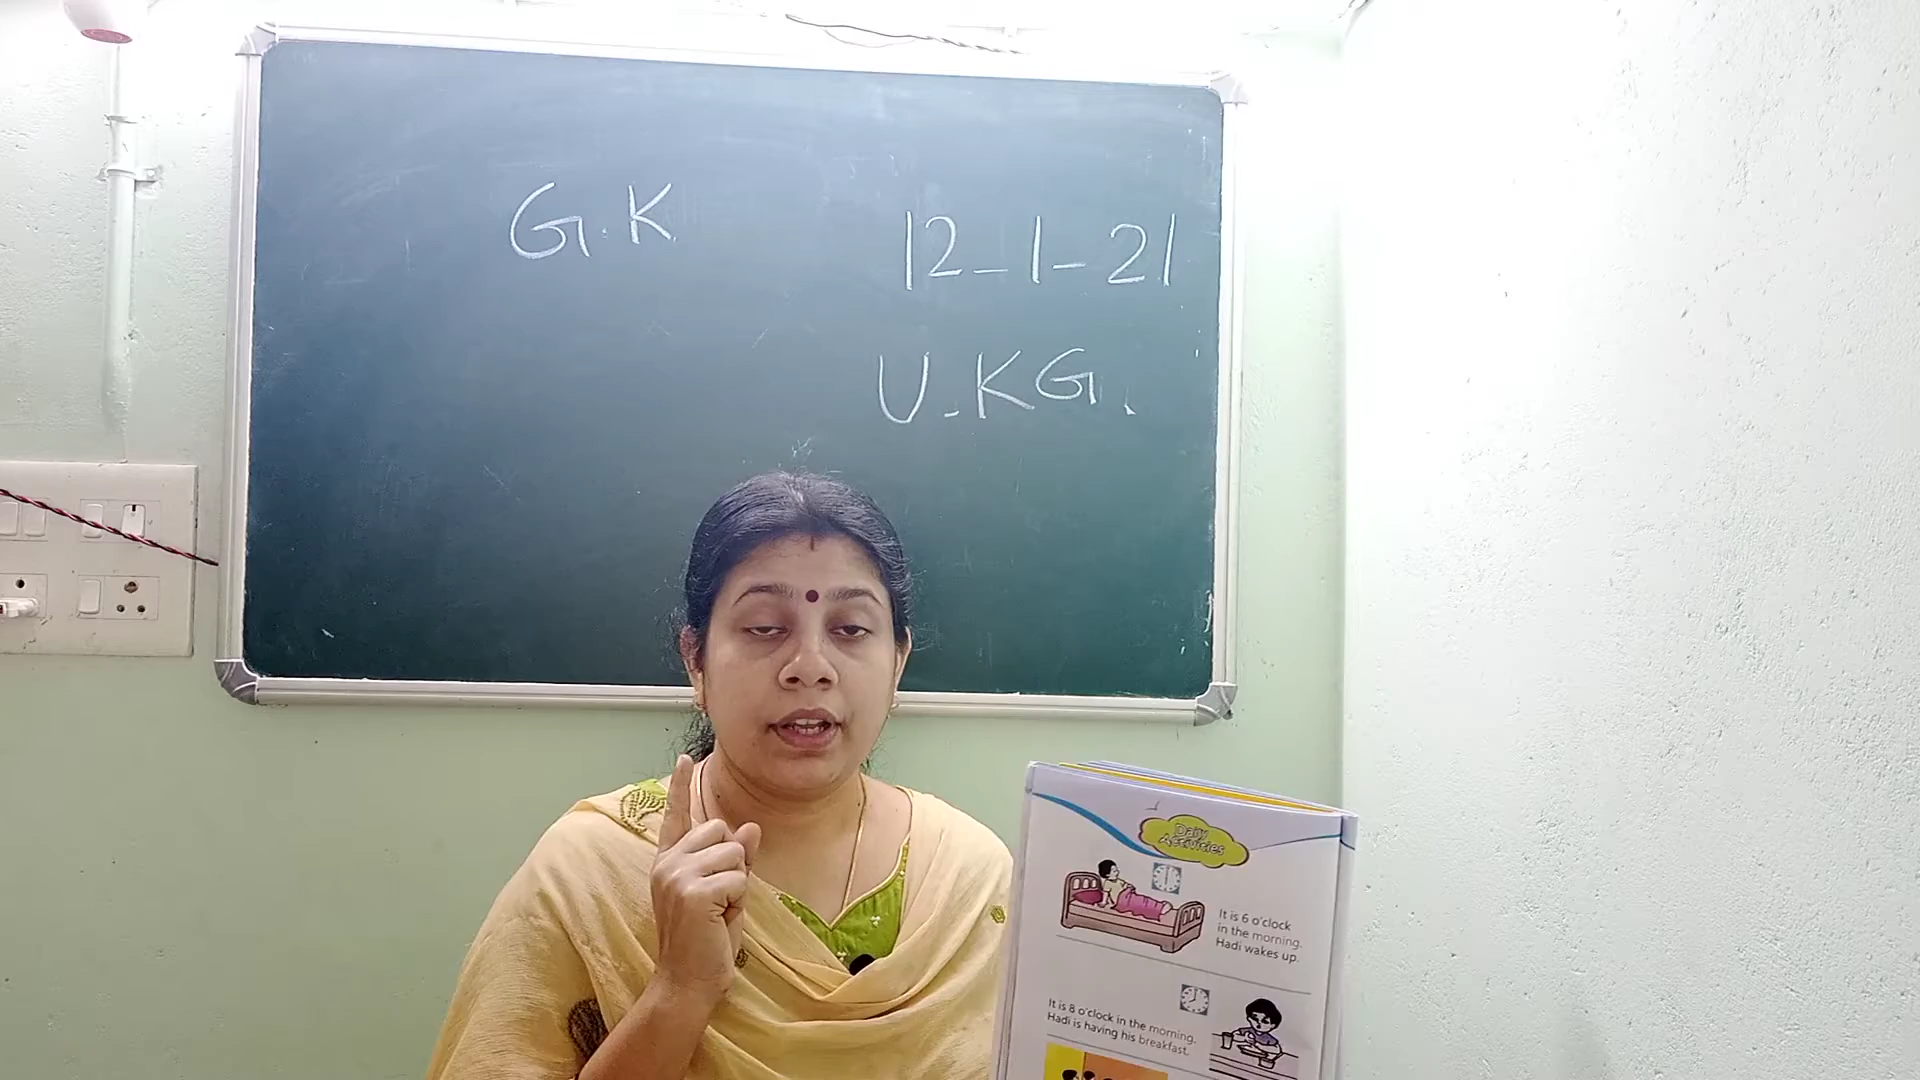 G.K
12-1-21
U.KG.
Daily
Activities
It is 6 o'clock
in the morning.
Hadi wakes up.
It is 8 o'clock in the morning.
Hadi is having his breakfast.